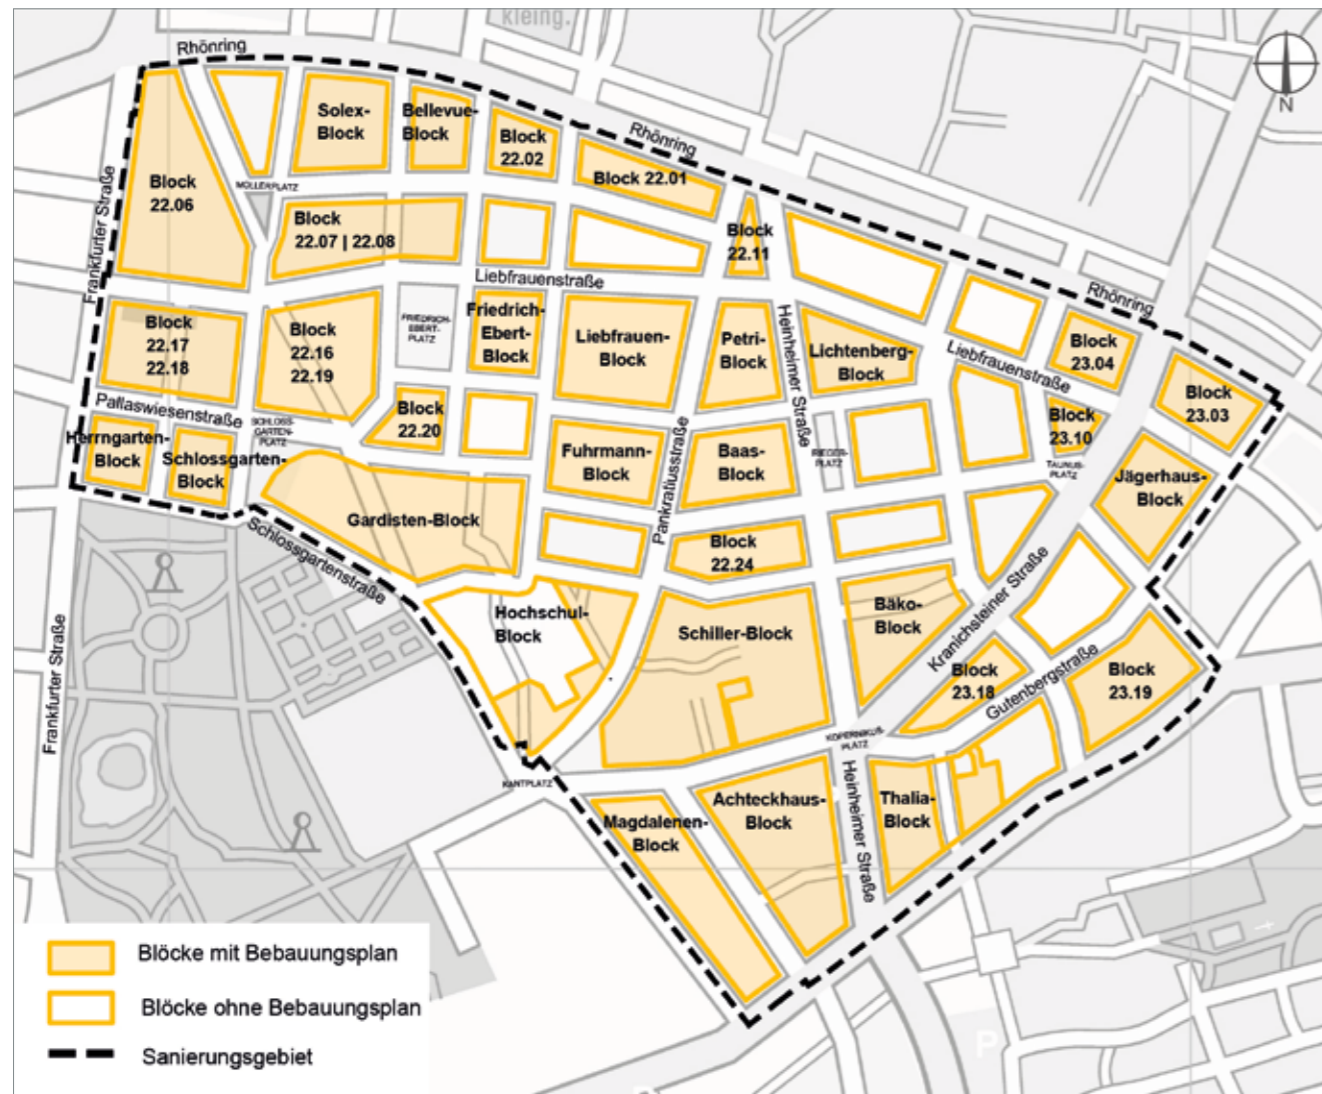 kleing.
Rhönring
N
Solex-
Block
Bellevue-
Block
Block
22.02
Rhönring
Block 22.01
Block
22.06
MOLLERPLATZ
Frankfurter Straße
Block
22.07 | 22.08
Block
22.11
Liebfrauenstraße
Rhönring
Block
22.17
22.18
Block
22.16
22.19
FRIEDRICH-
EBERT-
PLATZ
Friedrich-
Ebert-
Block
Liebfrauen-
Block
Petri-
Block
Heinheimer Straße
Lichtenberg-
Block
Liebfrauenstraße
Block
23.04
Block
23.03
Pallaswiesenstraße
SCHLOSS-
GARTEN-
PLATZ
Block
22.20
Block
23.10
Herrngarten-
Block
Schlossgarten-
Block
Fuhrmann-
Block
Pankratiusstraße
Baas-
Block
RIEGER-
PLATZ
TAUNUS-
PLATZ
Jägerhaus-
Block
Gardisten-Block
Schlossgartenstraße
Block
22.24
Hochschul-
Block
Schiller-Block
Bäko-
Block
Kranichsteiner Straße
Frankfurter Straße
Block
23.18
Gutenbergstraße
Block
23.19
KOPERNIKUS-
PLATZ
KANTPLATZ
Magdalenen-
Block
Achteckhaus-
Block
Heinheimer Straße
Thalia-
Block
Blöcke mit Bebauungsplan
Blöcke ohne Bebauungsplan
Sanierungsgebiet
P